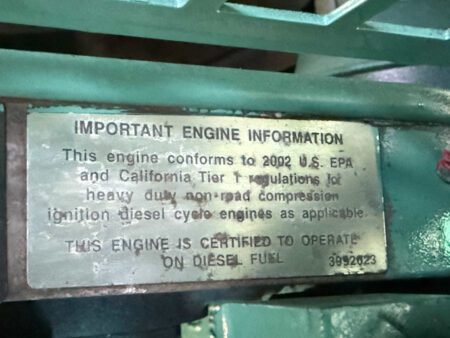 IMPORTANT ENGINE INFORMATION
This engine conforms to 2002 U.S. EPA
and California Tier 1 regulations for
heavy duty non-road compression
ignition diesel cycle engines as applicable.
THIS ENGINE IS CERTIFIED TO OPERATE
ON DIESEL FUEL 3992623